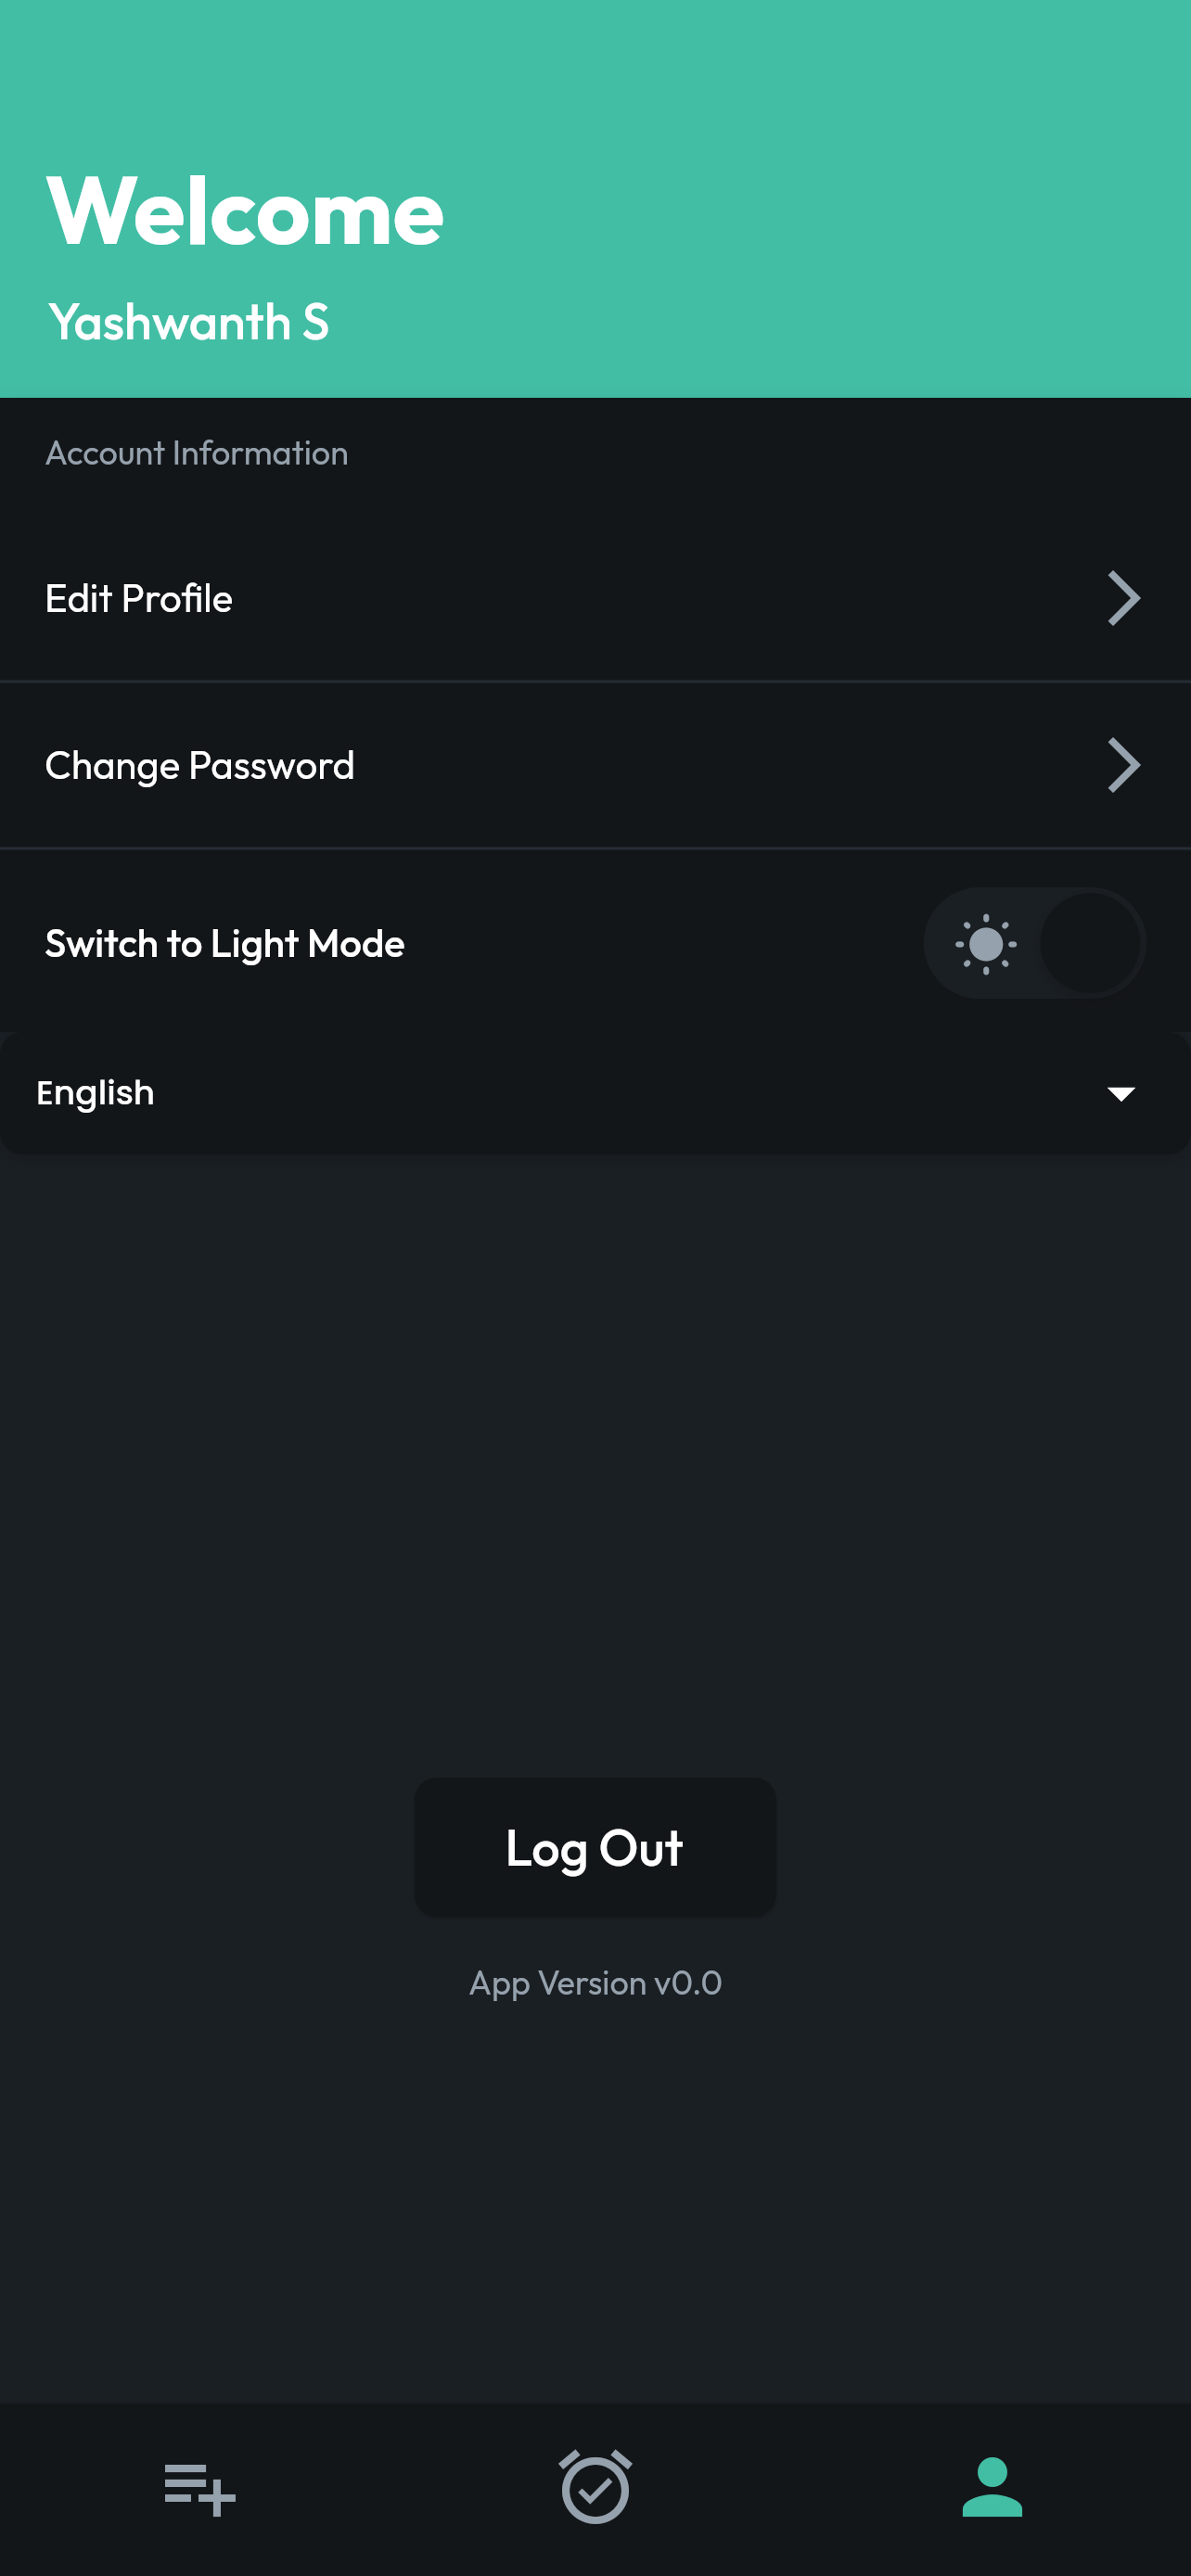 Welcome
Yashwanth S
Account Information
Edit Profile
Change Password
Switch to Light Mode
English
Log Out
App Version v0.0